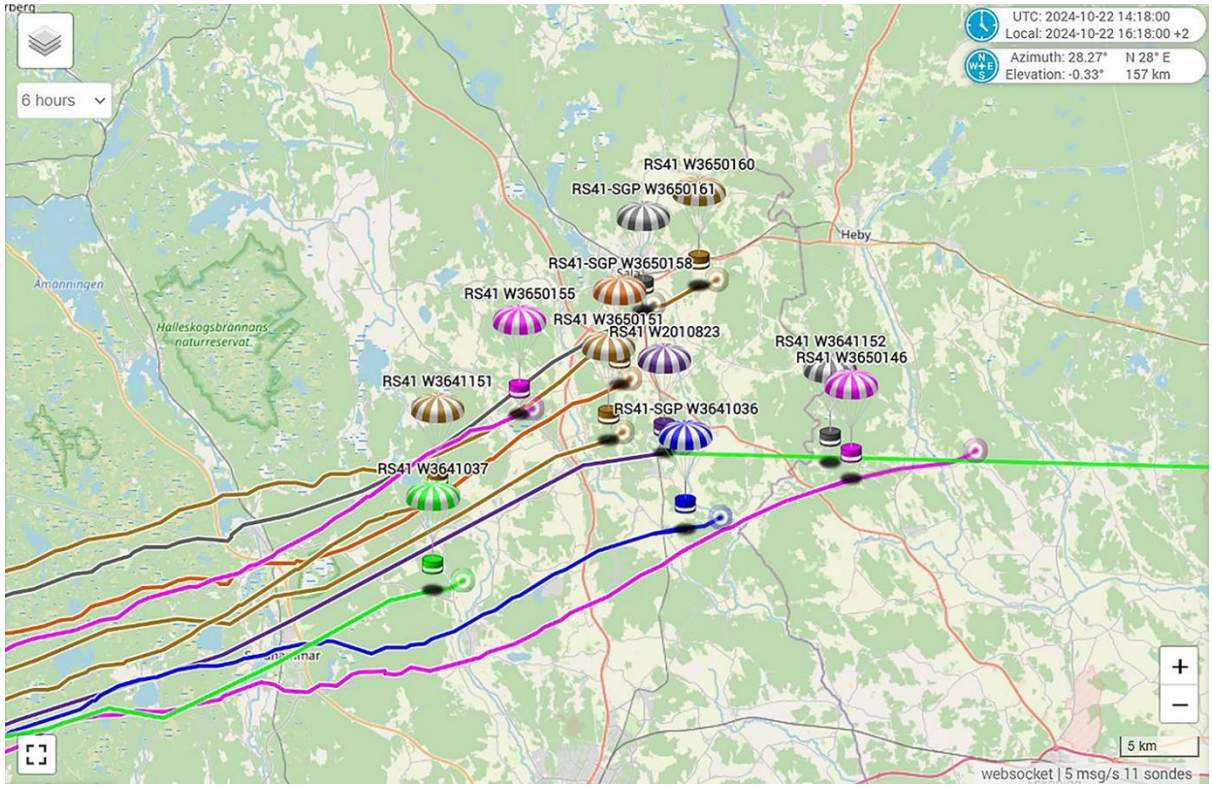 rberg
UTC: 2024-10-22 14:18:00
Local: 2024-10-22 16:18:00 +2
Azimuth: 28.27° N 28° E
Elevation: -0.33° 157 km
6 hours
RS41 W3650160
RS41-SGP W3650161
Heby
RS41-SGP W3650158
Sala
Åmänningen
RS41 W3650155
RS41 W3650151
RS41 W2010823
Hälleskogsbrännans
naturreservat.
RS41 W3641152
RS41 W3650146
RS41 W3641151
RS41-SGP W3641036
RS41 W3641037
+
−
5 km
websocket | 5 msg/s 11 sondes